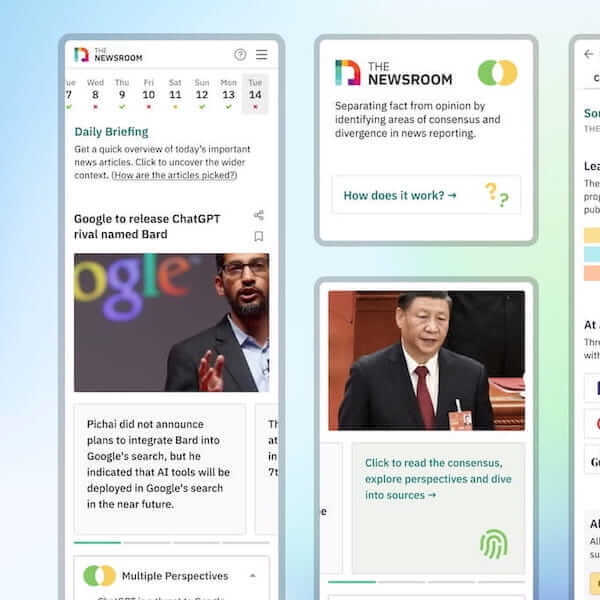 THE
NEWSROOM
Wed Thu Fri Sat Sun Mon Tue
7 8 9 10 11 12 13 14
Daily Briefing
Get a quick overview of today's important
news articles. Click to uncover the wider
context. (How are the articles picked?)
Google to release ChatGPT
rival named Bard
ogle
Pichai did not announce
plans to integrate Bard into
Google's search, but he
indicated that AI tools will be
deployed in Google's search
in the near future.
Th
at
in
7t
Multiple Perspectives
THE
NEWSROOM
Separating fact from opinion by
identifying areas of consensus and
divergence in news reporting.
How does it work? →
??
Click to read the consensus,
explore perspectives and dive
into sources →
e
Sou
THE
Lea
The
pro
pub
At
Thr
wit
G
Al
All
su